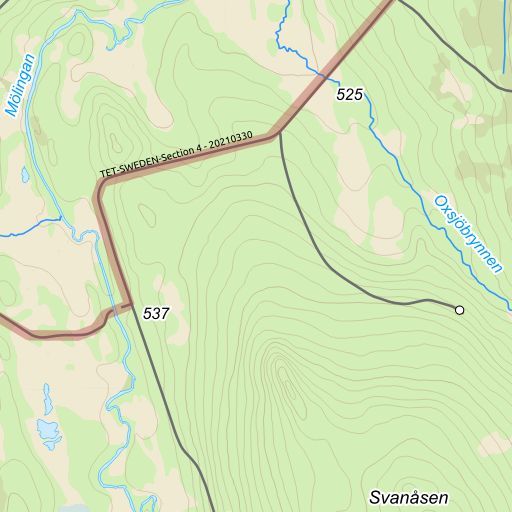 Mölingan
525
TET-SWEDEN-Section 4 - 20210330
Oxsjöbrynnen
537
Svanåsen